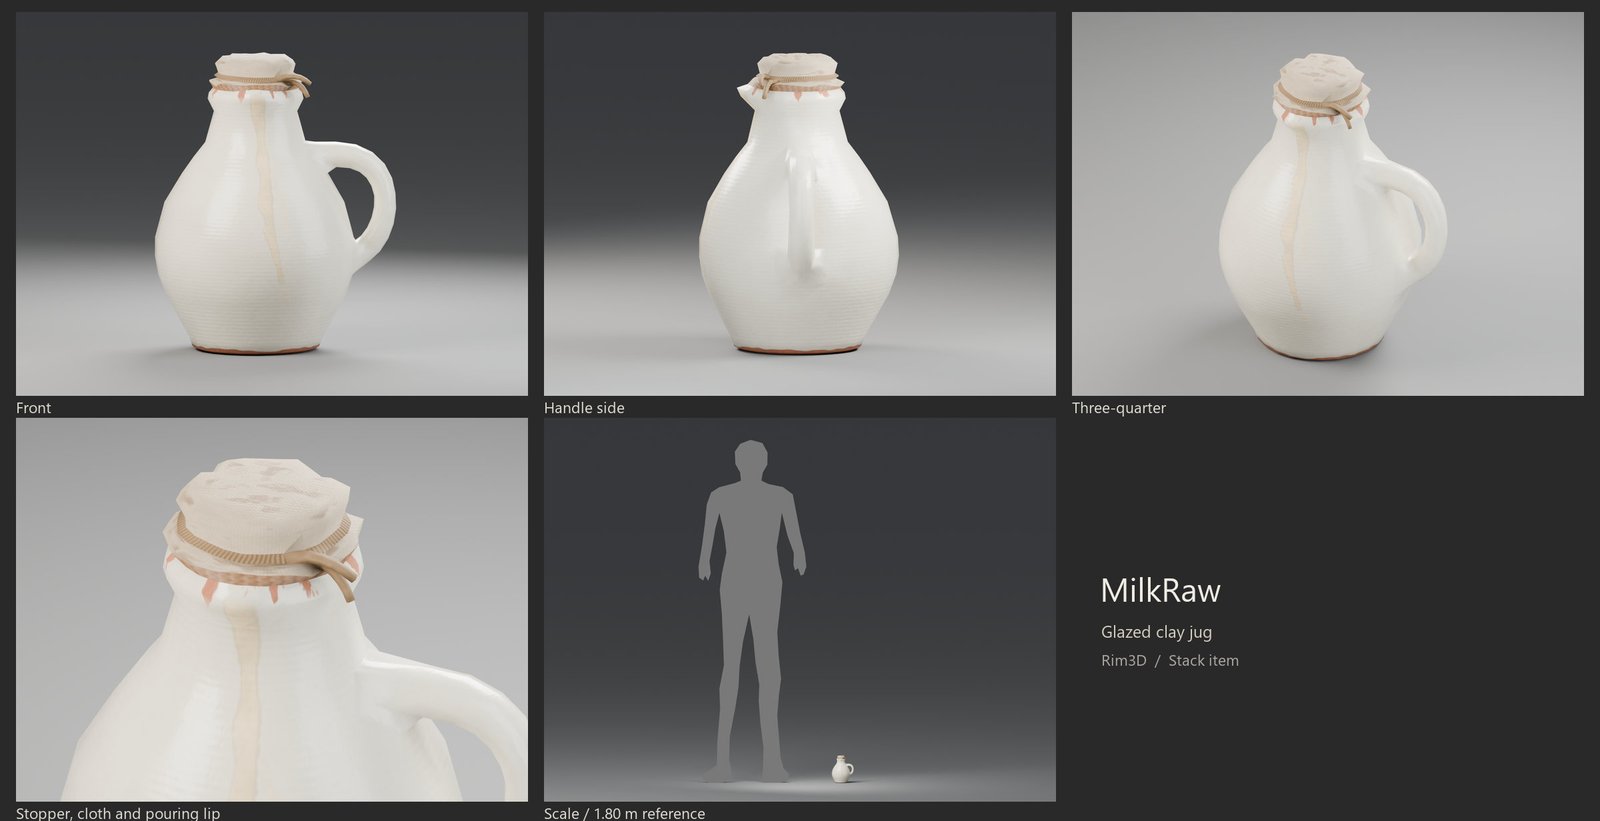 Front
Handle side
Three-quarter
Stopper, cloth and pouring lip
Scale / 1.80 m reference
MilkRaw
Glazed clay jug
Rim3D / Stack item